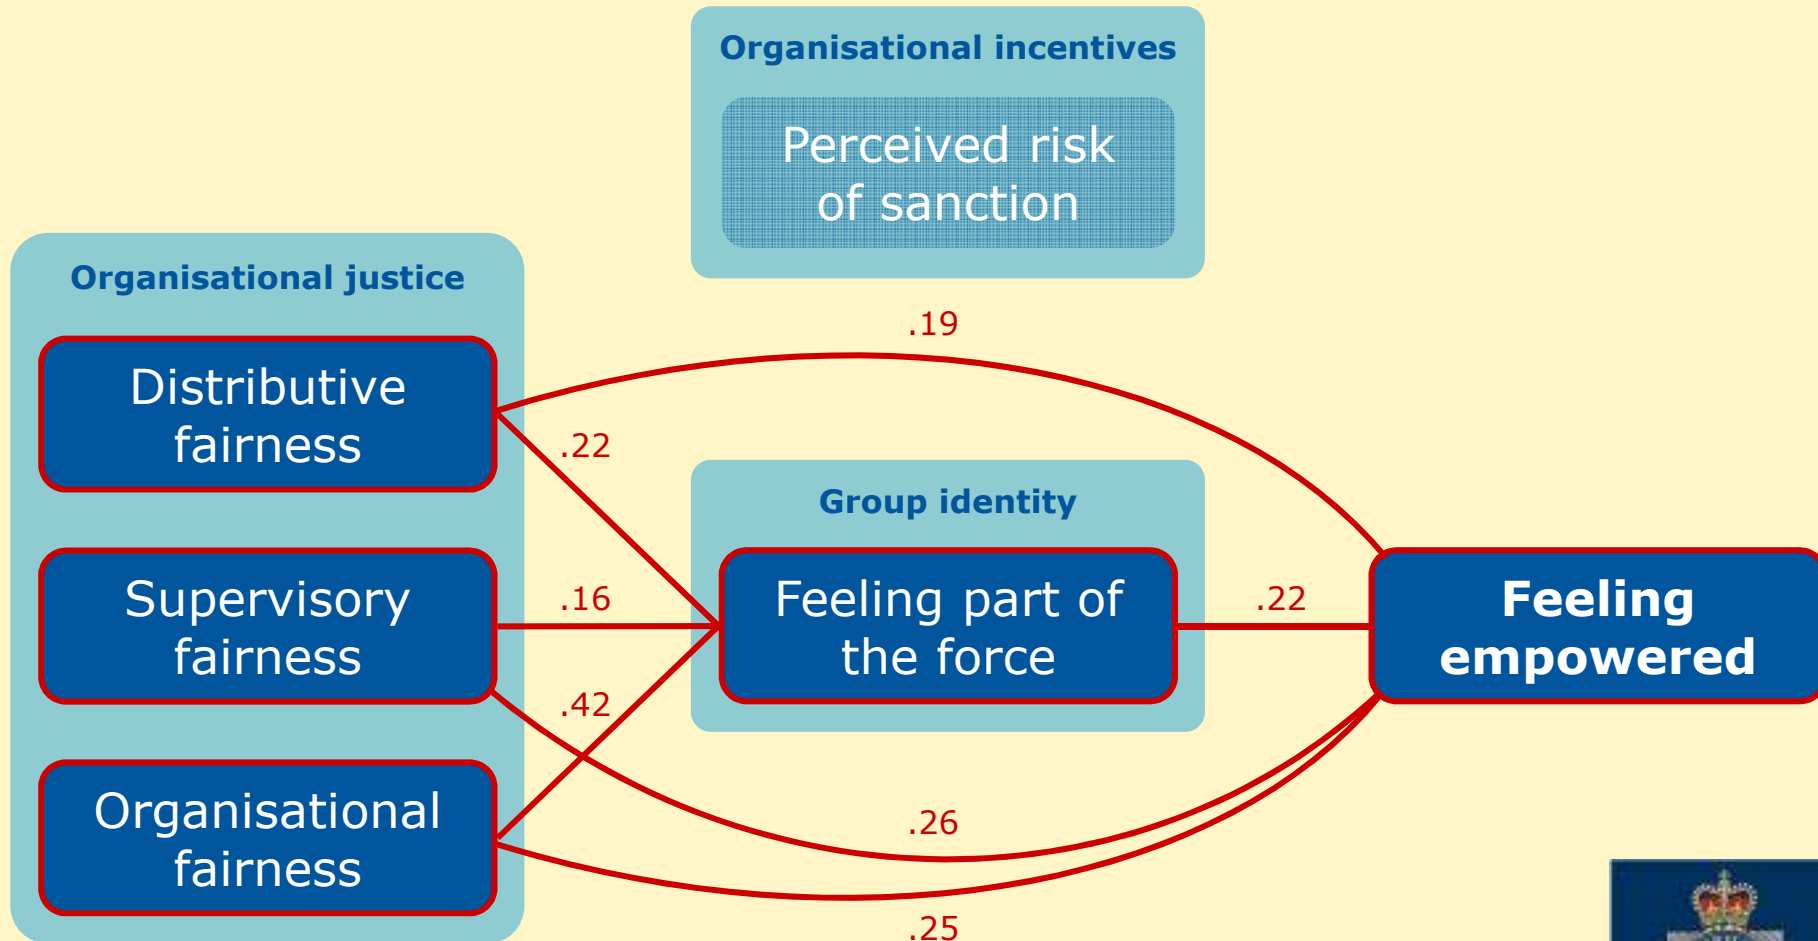 Organisational incentives
Perceived risk
of sanction
Organisational justice
.19
Distributive
fairness
.22
Group identity
Supervisory
fairness
.16
Feeling part of
the force
.22
Feeling
empowered
.42
Organisational
fairness
.26
.25